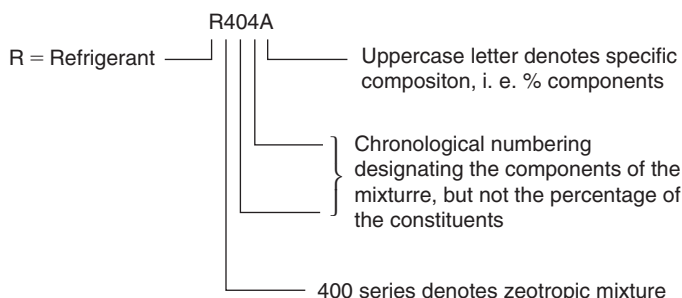 R404A
R = Refrigerant
Uppercase letter denotes specific
compositon, i. e. % components
Chronological numbering
designating the components of the
mixturre, but not the percentage of
the constituents
400 series denotes zeotropic mixture